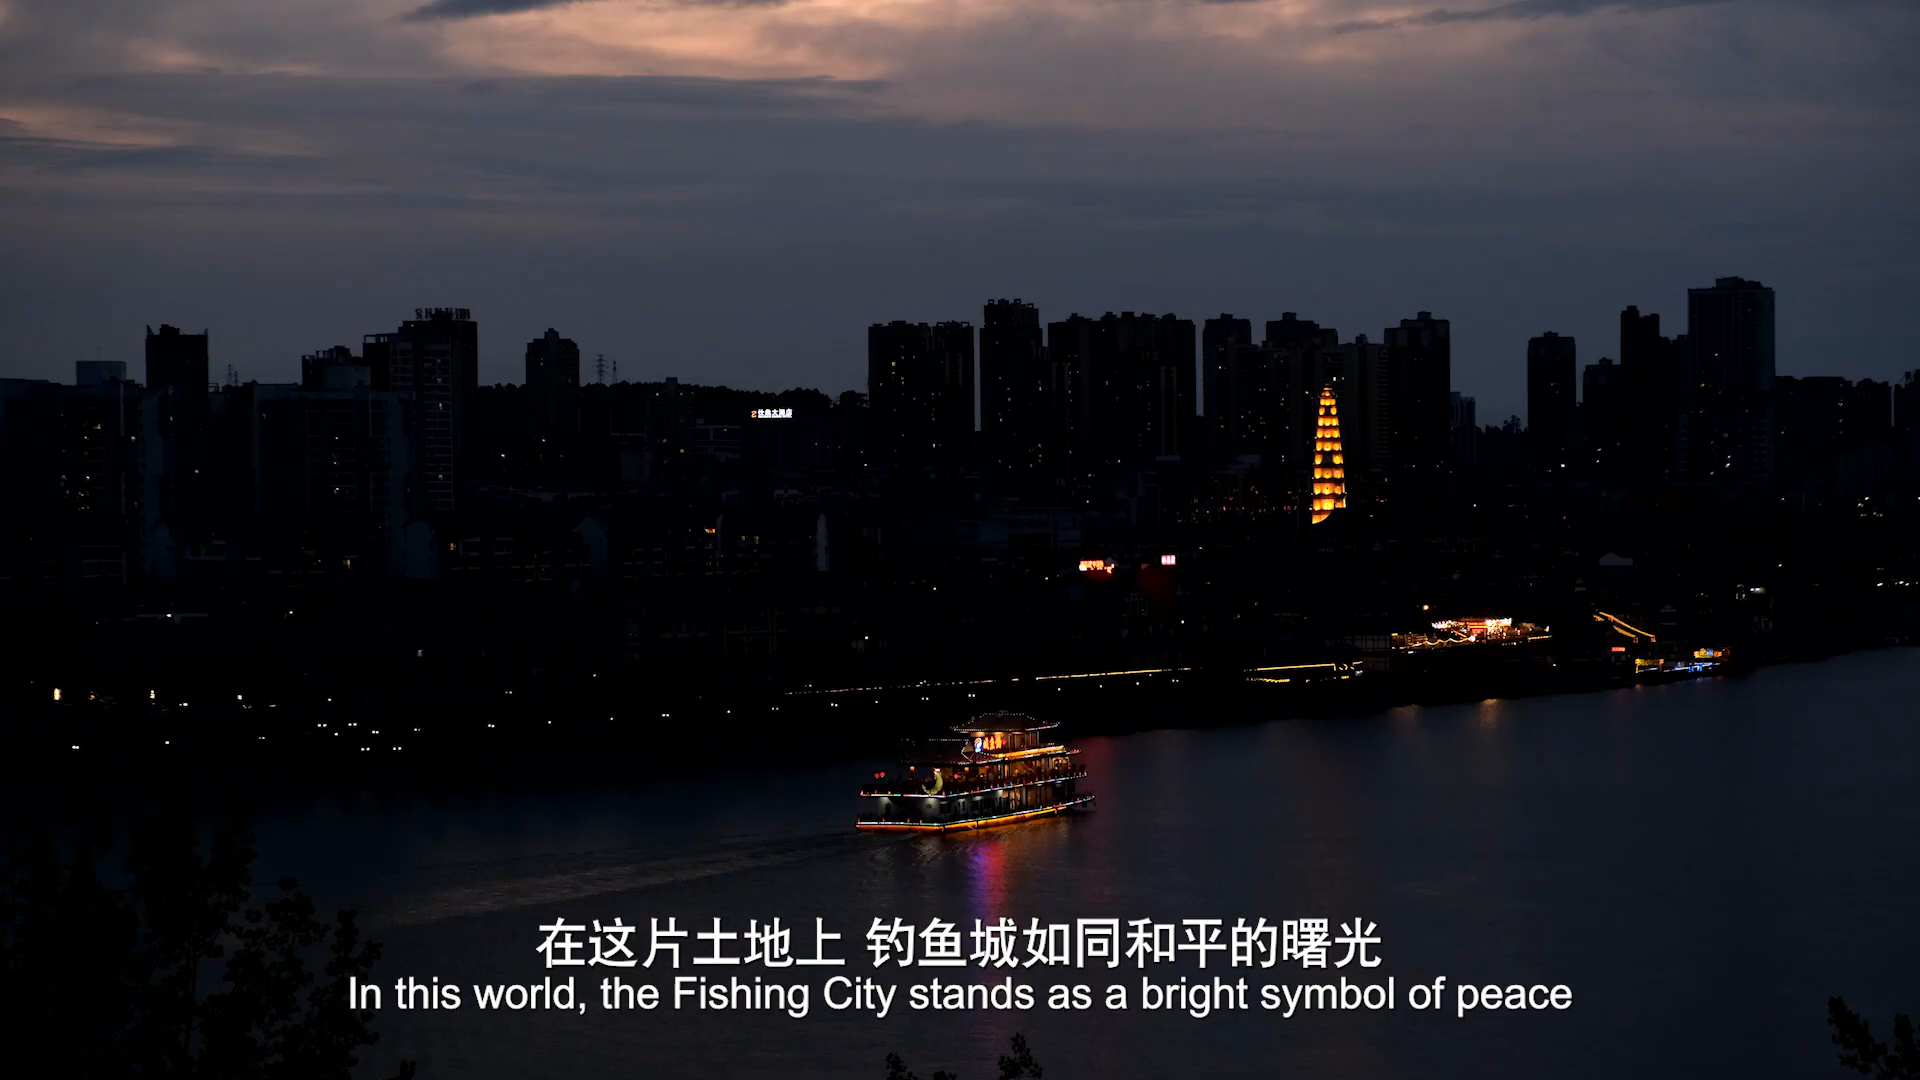 在这片土地上 钓鱼城如同和平的曙光
In this world, the Fishing City stands as a bright symbol of peace